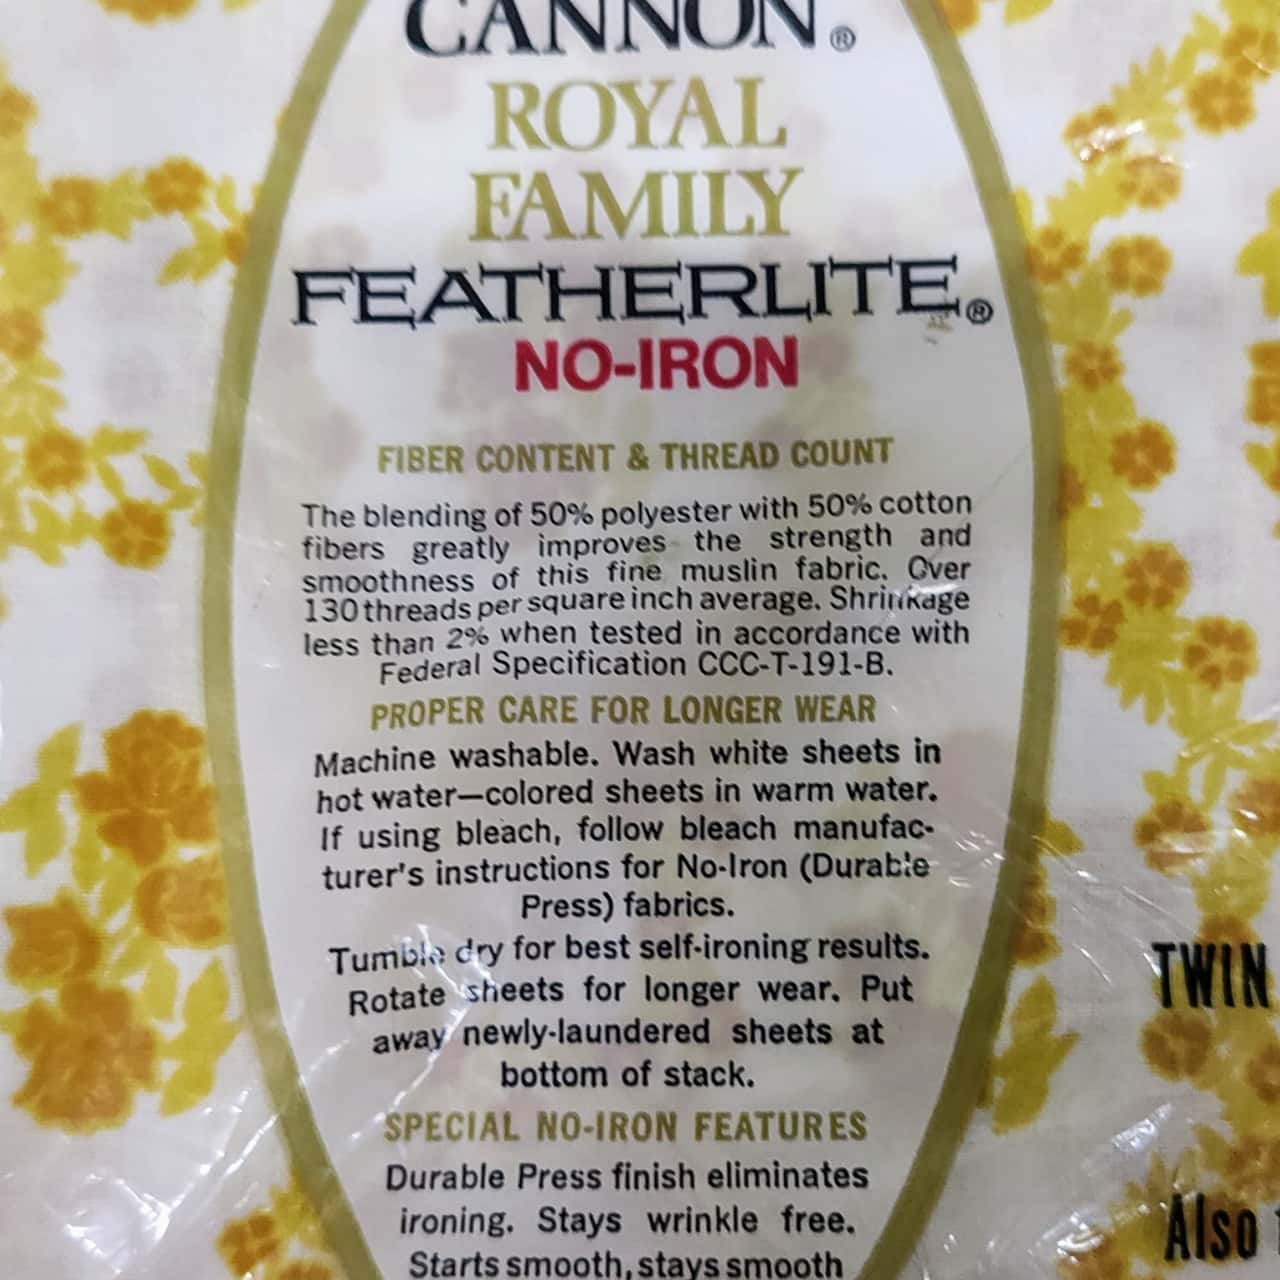 CANNON®
ROYAL
FAMILY
FEATHERLITE®
NO-IRON
FIBER CONTENT & THREAD COUNT
The blending of 50% polyester with 50% cotton
fibers greatly improves the strength and
smoothness of this fine muslin fabric. Over
130 threads per square inch average. Shrinkage
less than 2% when tested in accordance with
Federal Specification CCC-T-191-B.
PROPER CARE FOR LONGER WEAR
Machine washable. Wash white sheets in
hot water—colored sheets in warm water.
If using bleach, follow bleach manufac-
turer's instructions for No-Iron (Durable
Press) fabrics.
Tumble dry for best self-ironing results.
Rotate sheets for longer wear. Put
away newly-laundered sheets at
bottom of stack.
SPECIAL NO-IRON FEATURES
Durable Press finish eliminates
ironing. Stays wrinkle free.
Starts smooth, stays smooth
TWIN
Also